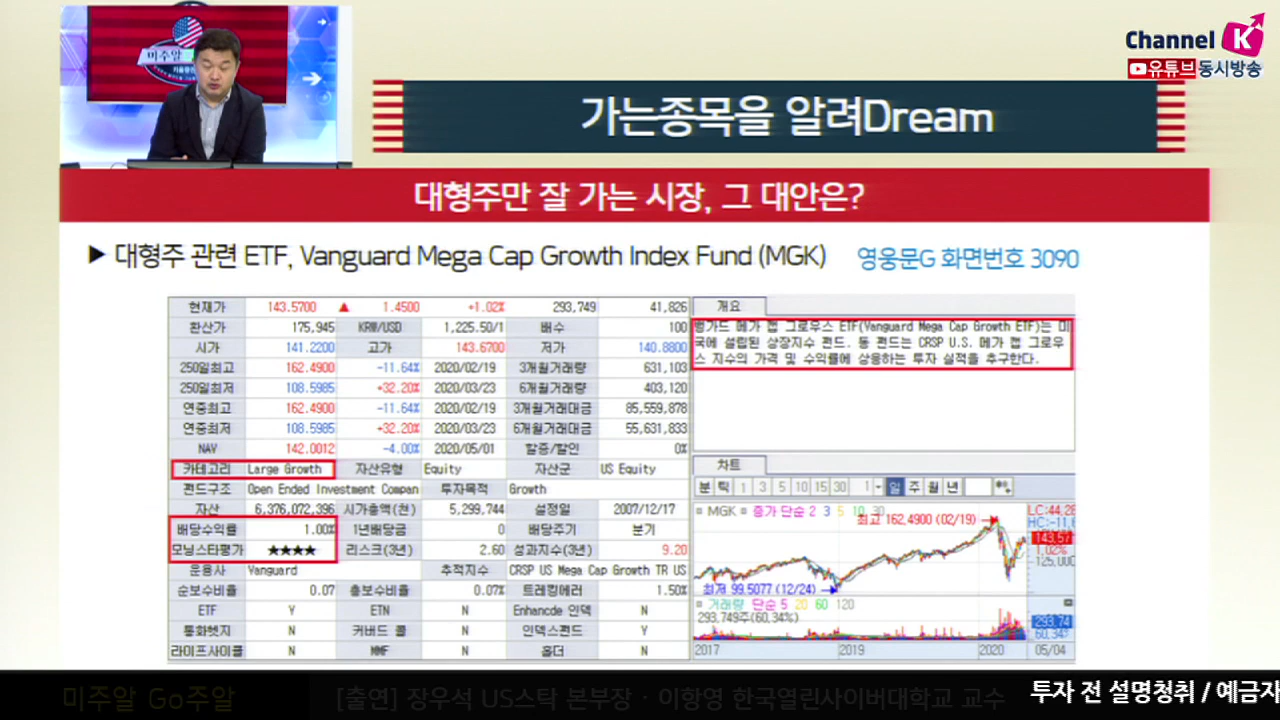 미주알
Channel K
유튜브동시방송
가는종목을 알려Dream
대형주만 잘 가는 시장, 그 대안은?
▶ 대형주 관련 ETF, Vanguard Mega Cap Growth Index Fund (MGK) 영웅문G 화면번호 3090
현재가 143.5700 ▲ 1.4500 +1.02% 293,749 41,826
환산가 175,945 KRW/USD 1,225.50/1 배수 100
시가 141.2200 고가 143.6700 저가 140.8800
250일최고 162.4900 -11.64% 2020/02/19 3개월거래량 631,103
250일최저 108.5985 +32.20% 2020/03/23 6개월거래량 403,120
연중최고 162.4900 -11.64% 2020/02/19 3개월거래대금 85,559,878
연중최저 108.5985 +32.20% 2020/03/23 6개월거래대금 55,631,833
NAV 142.0012 -4.00% 2020/05/01 할증/할인 0%
카테고리 Large Growth 자산유형 Equity 자산군 US Equity
펀드구조 Open Ended Investment Compan 투자목적 Growth
자산 6,376,072,396 시가총액(천) 5,299,744 설정일 2007/12/17
배당수익률 1.00% 1년배당금 0 배당주기 분기
모닝스타평가 ★★★★ 리스크(3년) 2.60 성과지수(3년) 9.20
운용사 Vanguard 추적지수 CRSP US Mega Cap Growth TR US
순보수비율 0.07 총보수비율 0.07% 트레킹에러 1.50%
ETF Y ETN N Enhancde 인덱 N
통화헷지 N 커버드 콜 N 인덱스펀드 Y
라이프사이클 N MMF N 홀더 N
개요
뱅가드 메가 캡 그로우스 ETF(Vanguard Mega Cap Growth ETF)는 미
국에 설립된 상장지수 펀드. 동 펀드는 CRSP U.S. 메가 캡 그로우
스 지수의 가격 및 수익률에 상응하는 투자 실적을 추구한다.
차트
분 틱 1 3 5 10 15 30 1 일 주 월 년
MGK 종가 단순 2 3 5 10 30 LC:44.28
최고 162.4900 (02/19) HC:-11.6
143.57
1.02%
125.000
최저 99.5077 (12/24)
거래량 단순 5 20 60 120
293.749주(60.34%) 293.74
60.34%
2017 2019 2020 05/04
미주알 Go주알 [출연] 장우석 US스탁 본부장 · 이항영 한국열린사이버대학교 교수 투자 전 설명청취 / 예금자